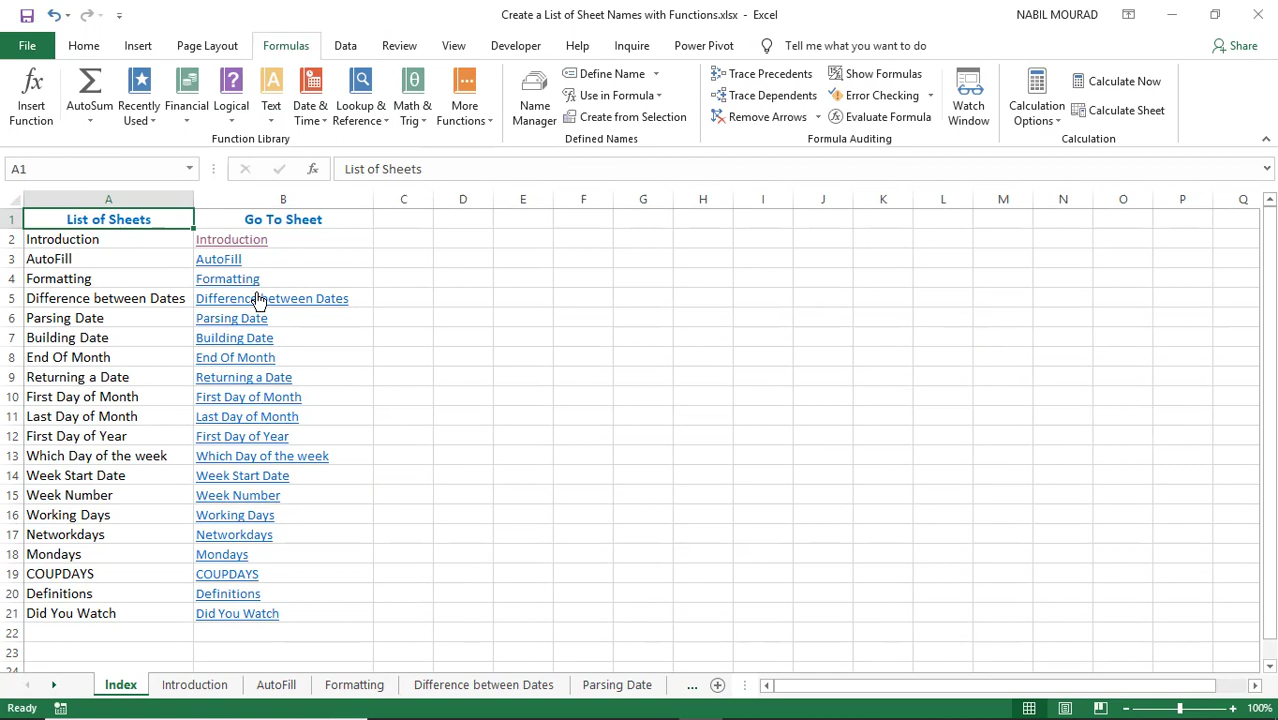 Create a List of Sheet Names with Functions.xlsx - Excel
NABIL MOURAD
File Home Insert Page Layout Formulas Data Review View Developer Help Inquire Power Pivot Tell me what you want to do Share
Insert Function
AutoSum
Recently Used
Financial
Logical
Text
Date & Time
Lookup & Reference
Math & Trig
More Functions
Function Library
Name Manager
Define Name
Use in Formula
Create from Selection
Defined Names
Trace Precedents
Trace Dependents
Remove Arrows
Show Formulas
Error Checking
Evaluate Formula
Formula Auditing
Watch Window
Calculation Options
Calculate Now
Calculate Sheet
Calculation
A1 fx List of Sheets
A B C D E F G H I J K L M N O P Q
1 List of Sheets Go To Sheet
2 Introduction Introduction
3 AutoFill AutoFill
4 Formatting Formatting
5 Difference between Dates Difference between Dates
6 Parsing Date Parsing Date
7 Building Date Building Date
8 End Of Month End Of Month
9 Returning a Date Returning a Date
10 First Day of Month First Day of Month
11 Last Day of Month Last Day of Month
12 First Day of Year First Day of Year
13 Which Day of the week Which Day of the week
14 Week Start Date Week Start Date
15 Week Number Week Number
16 Working Days Working Days
17 Networkdays Networkdays
18 Mondays Mondays
19 COUPDAYS COUPDAYS
20 Definitions Definitions
21 Did You Watch Did You Watch
22
23
24
Index Introduction AutoFill Formatting Difference between Dates Parsing Date ...
Ready 100%